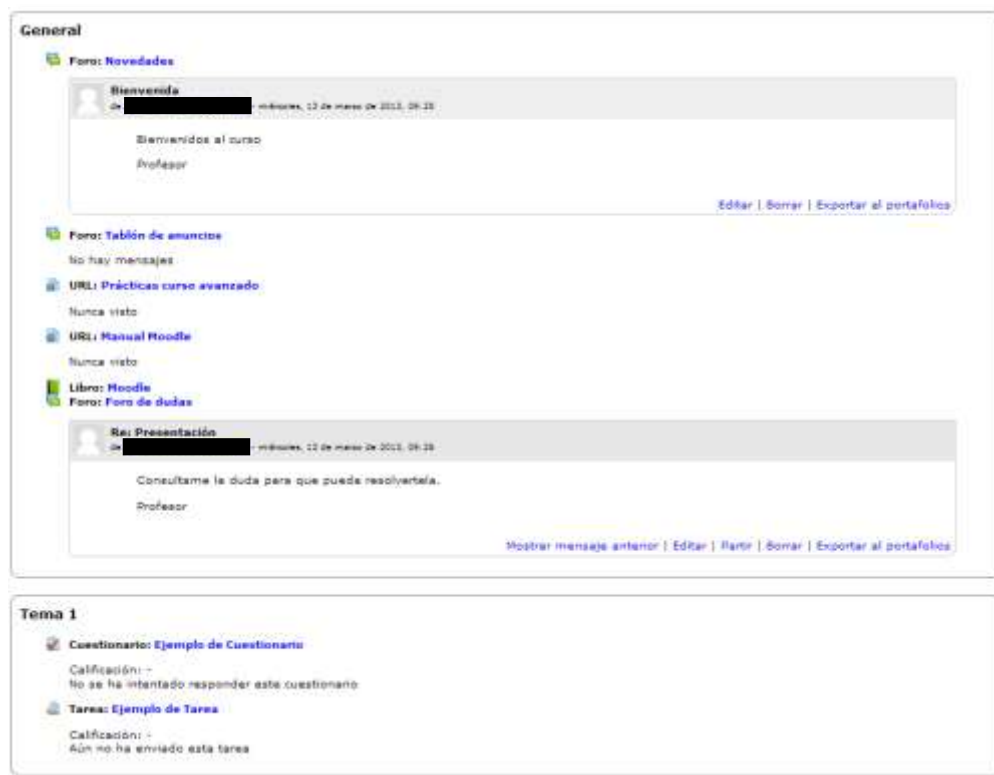 General
Foro: Novedades
Bienvenida
de - miércoles, 13 de marzo de 2013, 09:28
Bienvenidos al curso
Profesor
Editar | Borrar | Exportar al portafolios
Foro: Tablón de anuncios
No hay mensajes
URL: Prácticas curso avanzado
Nunca visto
URL: Manual Moodle
Nunca visto
Libro: Moodle
Foro: Foro de dudas
Re: Presentación
de - miércoles, 13 de marzo de 2013, 09:28
Consultame la duda para que pueda resolvertela.
Profesor
Mostrar mensaje anterior | Editar | Partir | Borrar | Exportar al portafolios
Tema 1
Cuestionario: Ejemplo de Cuestionario
Calificación: -
No se ha intentado responder este cuestionario
Tarea: Ejemplo de Tarea
Calificación: -
Aún no ha enviado esta tarea